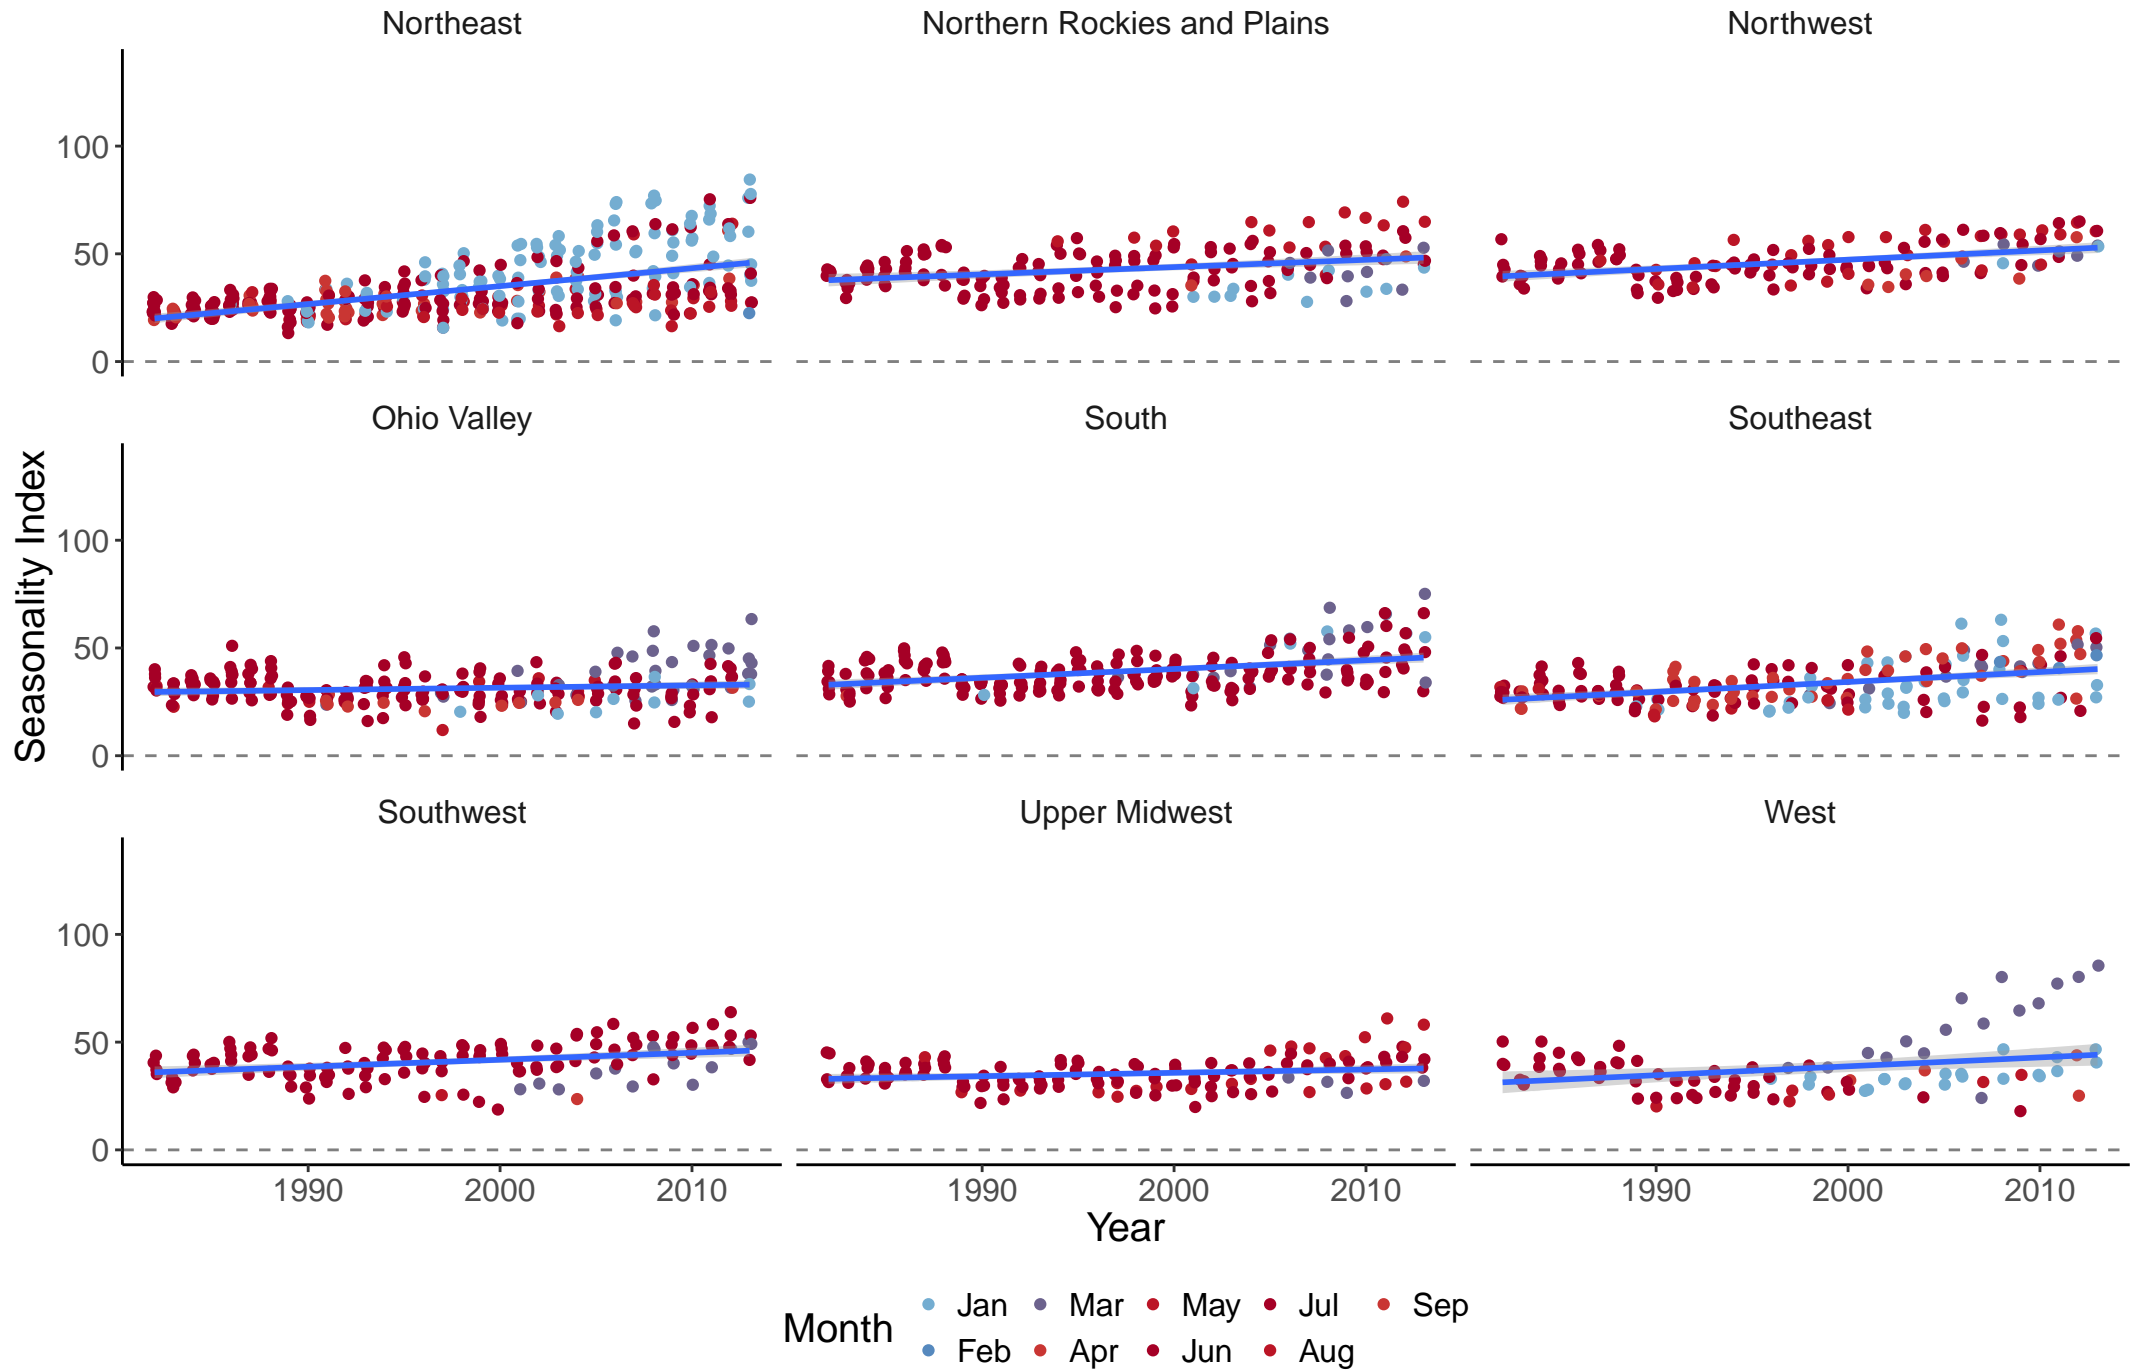 Northeast Northern Rockies and Plains Northwest
100
50
0
Ohio Valley South Southeast
Seasonality Index
100
50
0
Southwest Upper Midwest West
100
50
0
1990 2000 2010 1990 2000 2010 1990 2000 2010
Year
Month
Jan Mar May Jul Sep
Feb Apr Jun Aug